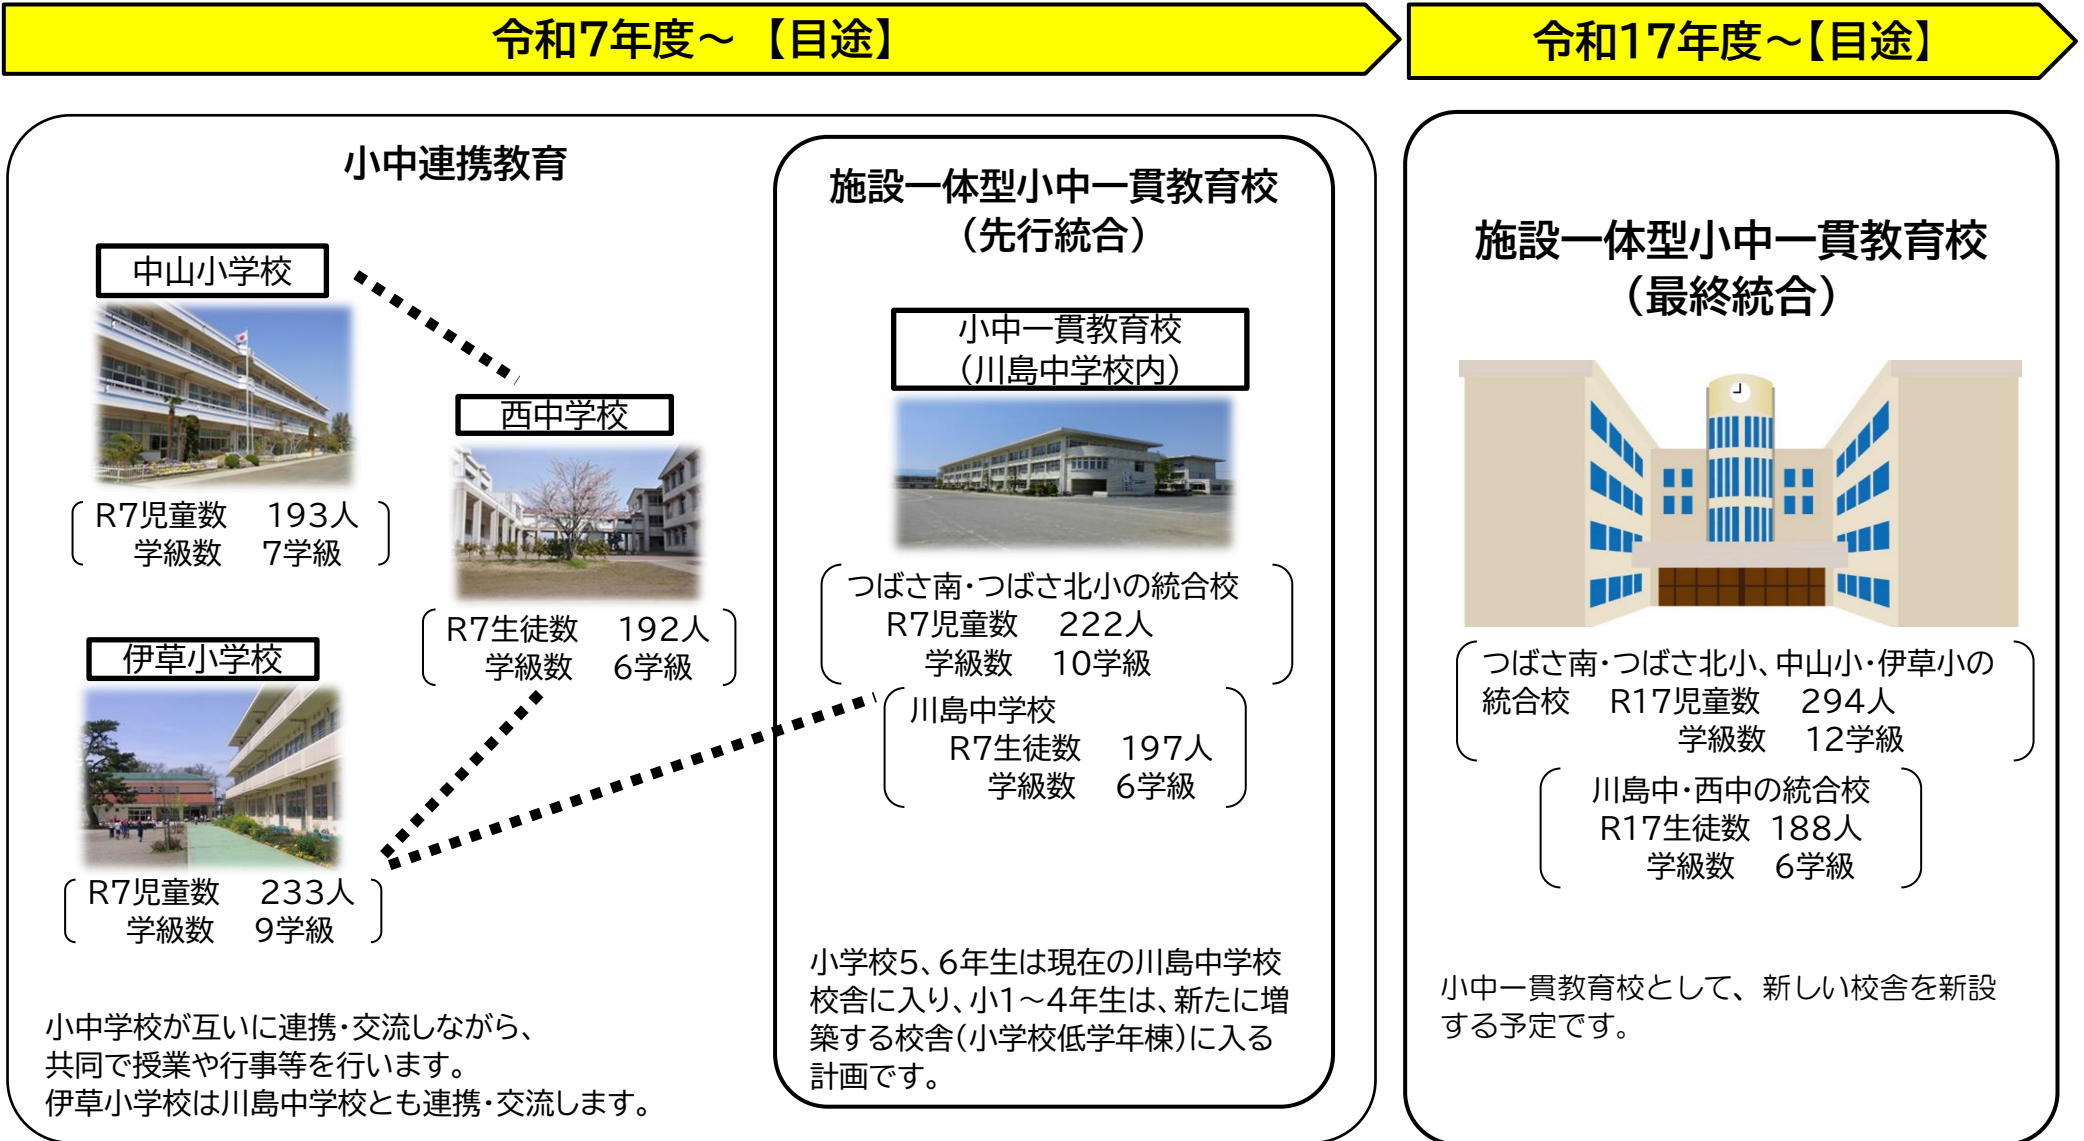 令和7年度～【目途】
令和17年度～【目途】
小中連携教育
中山小学校
R7児童数 193人
学級数 7学級
西中学校
R7生徒数 192人
学級数 6学級
伊草小学校
R7児童数 233人
学級数 9学級
小中学校が互いに連携・交流しながら、
共同で授業や行事等を行います。
伊草小学校は川島中学校とも連携・交流します。
施設一体型小中一貫教育校
（先行統合）
小中一貫教育校
（川島中学校内）
つばさ南・つばさ北小の統合校
R7児童数 222人
学級数 10学級
川島中学校
R7生徒数 197人
学級数 6学級
小学校5、6年生は現在の川島中学校
校舎に入り、小1～4年生は、新たに増
築する校舎（小学校低学年棟）に入る
計画です。
施設一体型小中一貫教育校
（最終統合）
つばさ南・つばさ北小、中山小・伊草小の
統合校 R17児童数 294人
学級数 12学級
川島中・西中の統合校
R17生徒数 188人
学級数 6学級
小中一貫教育校として、新しい校舎を新設
する予定です。